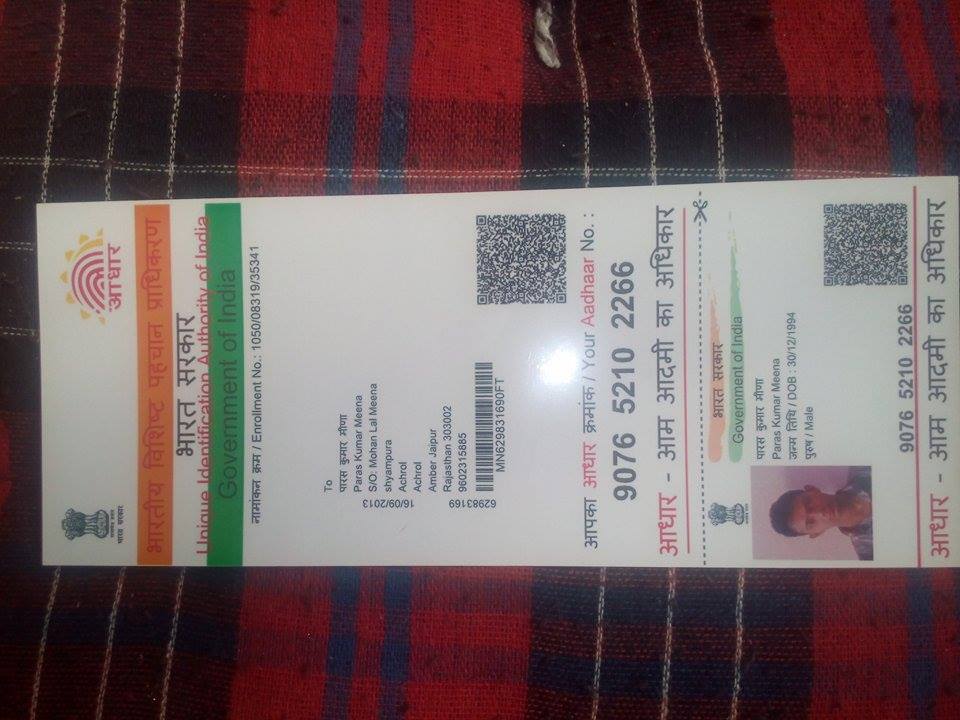 भारत सरकार
आधार
भारतीय विशिष्ट पहचान प्राधिकरण
भारत सरकार
Unique Identification Authority of India
Government of India
नामांकन क्रम / Enrollment No.: 1050/08319/35341
To
पारस कुमार मीणा
Paras Kumar Meena
S/O: Mohan Lal Meena
shyampura
Achrol
Achrol
Amber Jaipur
Rajasthan 303002
9602315885
16/09/2013
62983169
MN629831690FT
आपका आधार क्रमांक / Your Aadhaar No. :
9076 5210 2266
आधार - आम आदमी का अधिकार
भारत सरकार
Government of India
पारस कुमार मीणा
Paras Kumar Meena
जन्म तिथि / DOB : 30/12/1994
पुरुष / Male
9076 5210 2266
आधार - आम आदमी का अधिकार